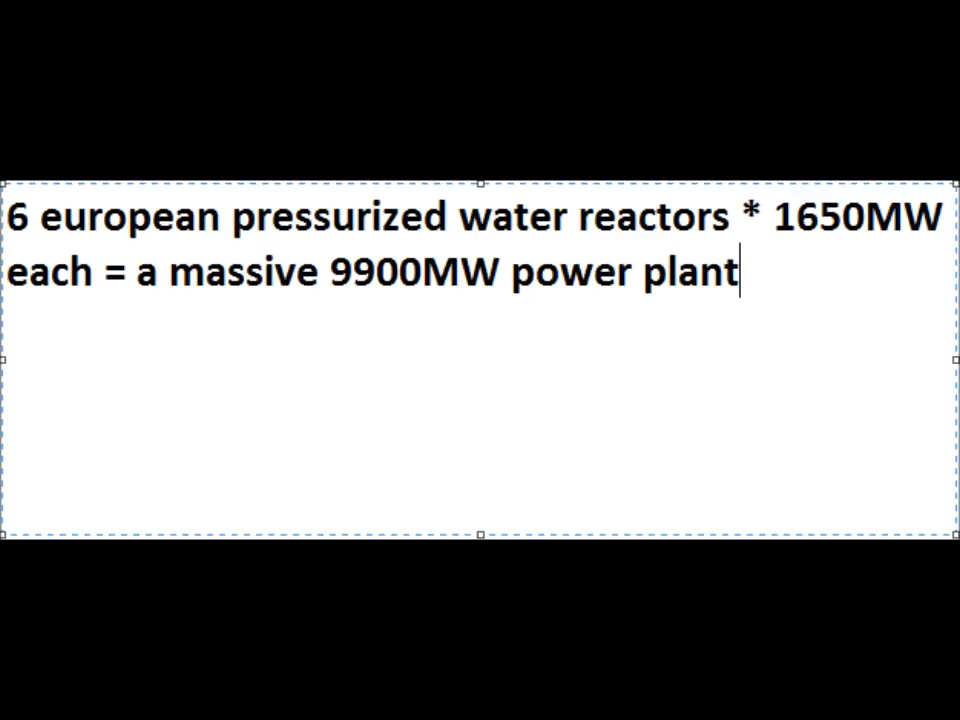 6 european pressurized water reactors * 1650MW
each = a massive 9900MW power plant